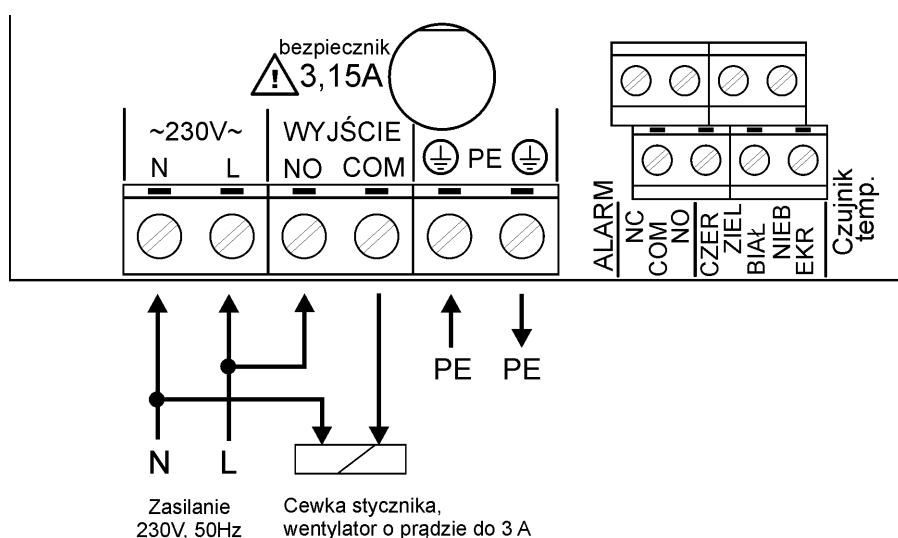 bezpiecznik
3,15A
~230V~ WYJŚCIE
N L NO COM PE
ALARM
NC
COM
NO
CZER
ZIEL
BIAŁ
NIEB
EKR
Czujnik
temp.
PE PE
N L
Zasilanie
230V, 50Hz
Cewka stycznika,
wentylator o prądzie do 3 A